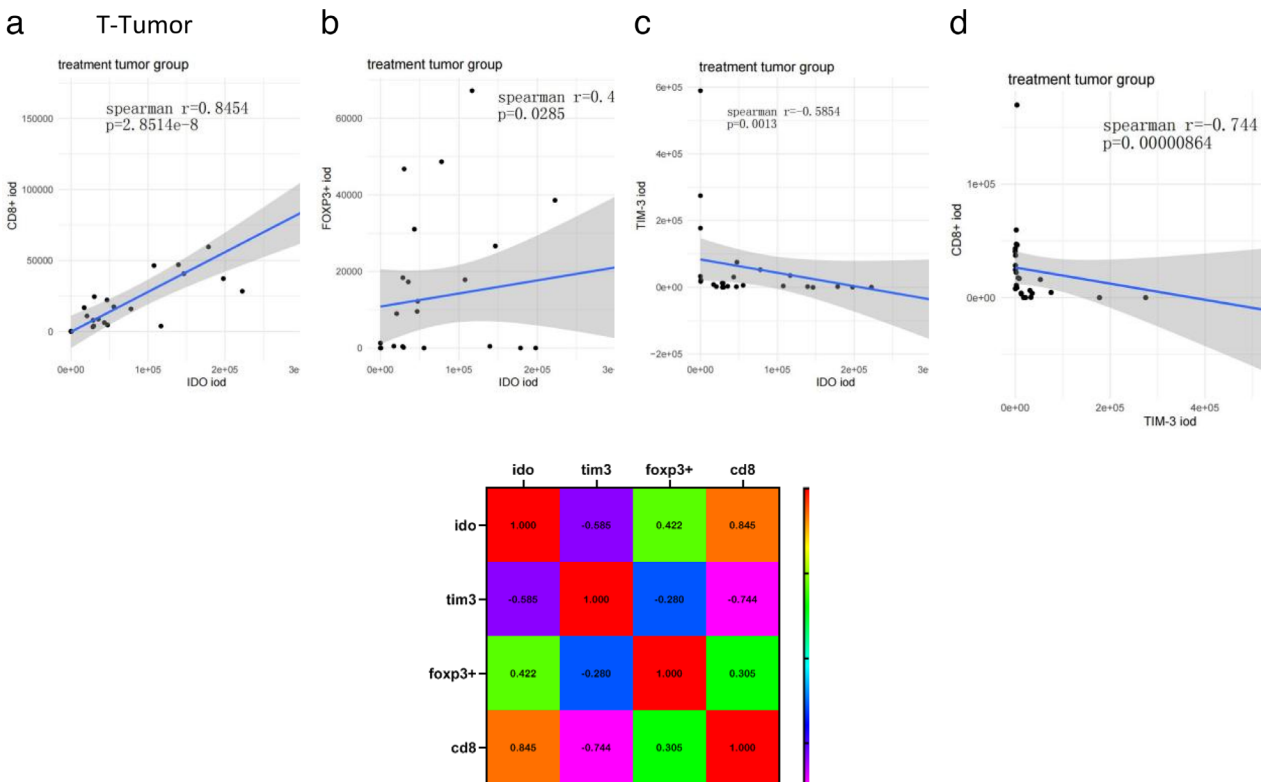 a
T-Tumor
b
c
d
treatment tumor group
spearman r=0.8454
p=2.8514e-8
150000
100000
50000
0
CD8+ iod
0e+00
1e+05
2e+05
3e
IDO iod
treatment tumor group
spearman r=0.4
p=0.0285
60000
40000
20000
0
FOXP3+ iod
0e+00
1e+05
2e+05
3e
IDO iod
treatment tumor group
spearman r=-0.5854
p=0.0013
6e+05
4e+05
2e+05
0e+00
−2e+05
TIM-3 iod
0e+00
1e+05
2e+05
3e
IDO iod
treatment tumor group
spearman r=-0.744
p=0.00000864
1e+05
0e+00
CD8+ iod
0e+00
2e+05
4e+05
TIM-3 iod
ido tim3 foxp3+ cd8
ido 1.000 -0.585 0.422 0.845
tim3 -0.585 1.000 -0.280 -0.744
foxp3+ 0.422 -0.280 1.000 0.305
cd8 0.845 -0.744 0.305 1.000